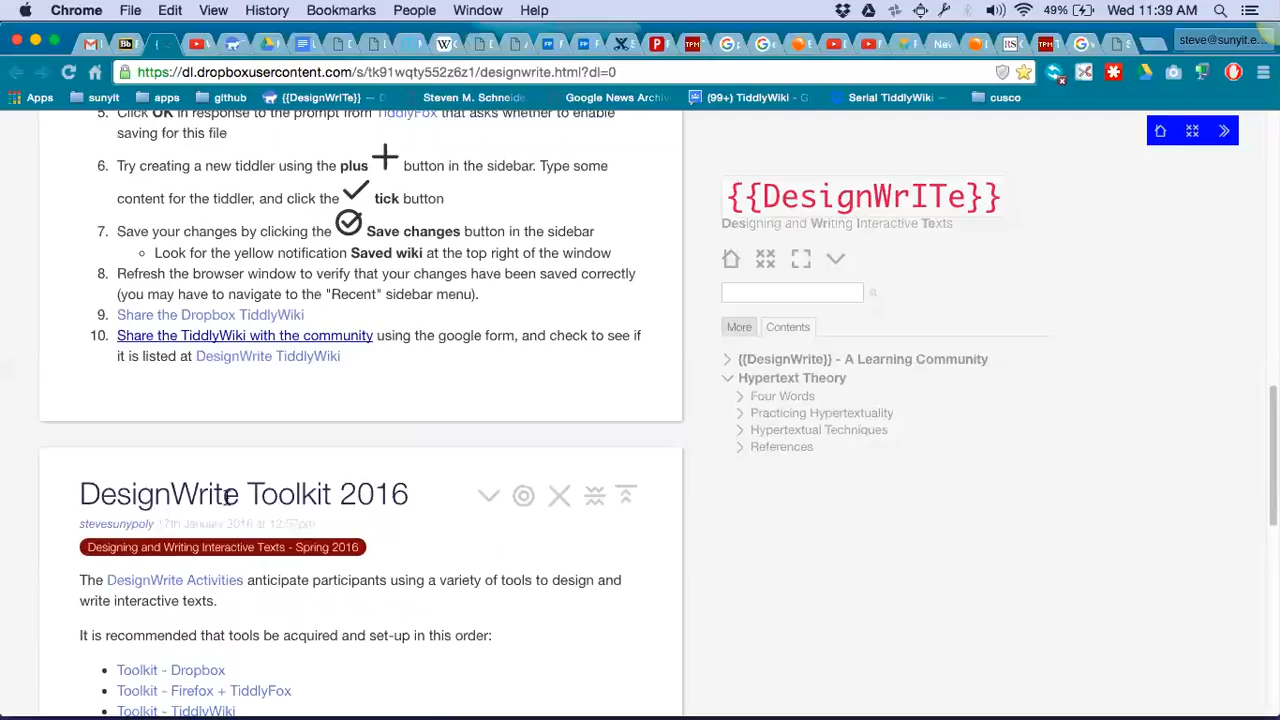 Chrome File Edit View History Bookmarks People Window Help 49% Wed 11:39 AM
steve@sunyit.e
https://dl.dropboxusercontent.com/s/tk91wqty552z6z1/designwrite.html?dl=0
Apps sunyit apps github {{DesignWrITe}} — Steven M. Schneide Google News Archiv (99+) TiddlyWiki - G Serial TiddlyWiki — cusco
5. Click OK in response to the prompt from TiddlyFox that asks whether to enable
saving for this file
6. Try creating a new tiddler using the plus button in the sidebar. Type some
content for the tiddler, and click the tick button
7. Save your changes by clicking the Save changes button in the sidebar
Look for the yellow notification Saved wiki at the top right of the window
8. Refresh the browser window to verify that your changes have been saved correctly
(you may have to navigate to the "Recent" sidebar menu).
9. Share the Dropbox TiddlyWiki
10. Share the TiddlyWiki with the community using the google form, and check to see if
it is listed at DesignWrite TiddlyWiki
DesignWrite Toolkit 2016
stevesunypoly 17th January 2016 at
Designing and Writing Interactive Texts - Spring 2016
The DesignWrite Activities anticipate participants using a variety of tools to design and
write interactive texts.
It is recommended that tools be acquired and set-up in this order:
Toolkit - Dropbox
Toolkit - Firefox + TiddlyFox
Toolkit - TiddlyWiki
{{DesignWrITe}}
Designing and Writing Interactive Texts
More Contents
{{DesignWrite}} - A Learning Community
Hypertext Theory
Four Words
Practicing Hypertextuality
Hypertextual Techniques
References